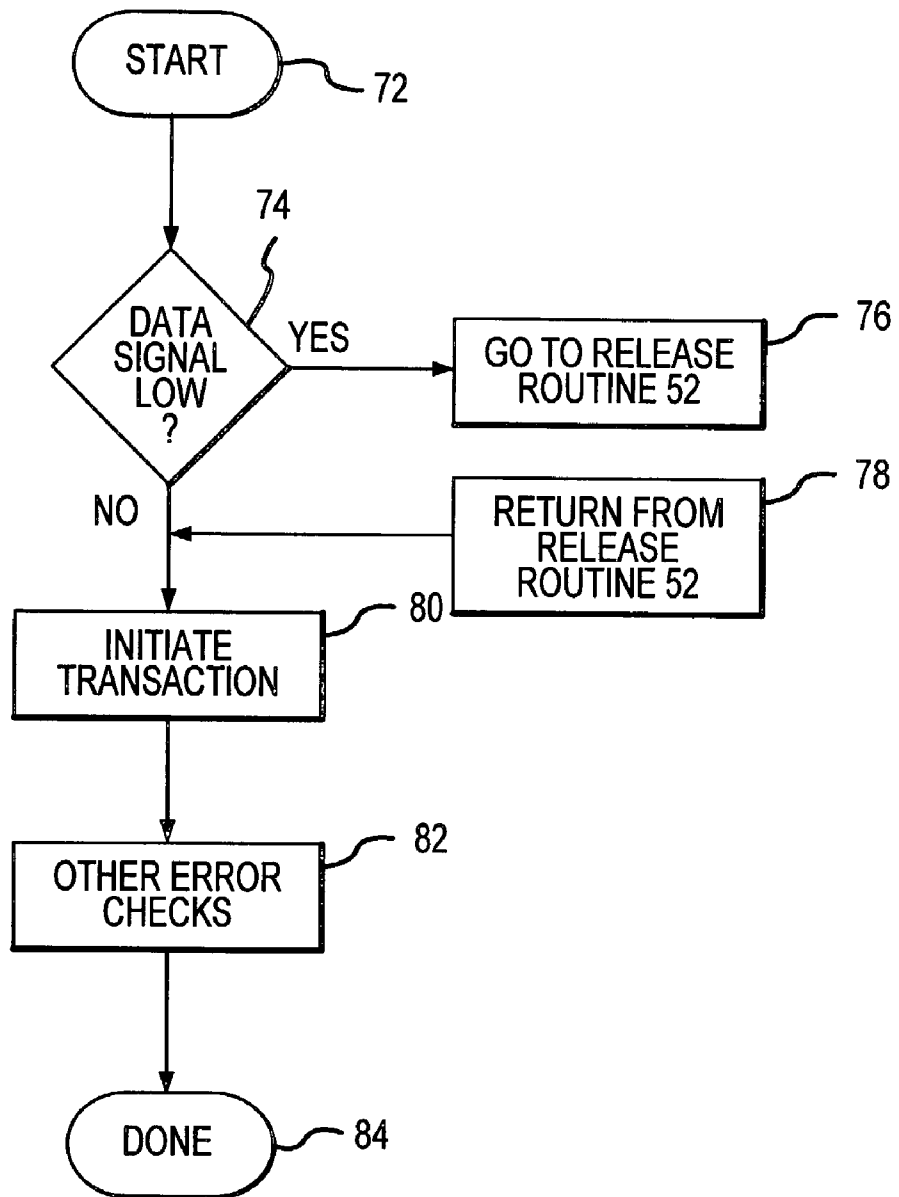 START
72
74
DATA
SIGNAL
LOW
?
YES
GO TO RELEASE
ROUTINE 52
76
NO
RETURN FROM
RELEASE
ROUTINE 52
78
INITIATE
TRANSACTION
80
OTHER ERROR
CHECKS
82
DONE
84